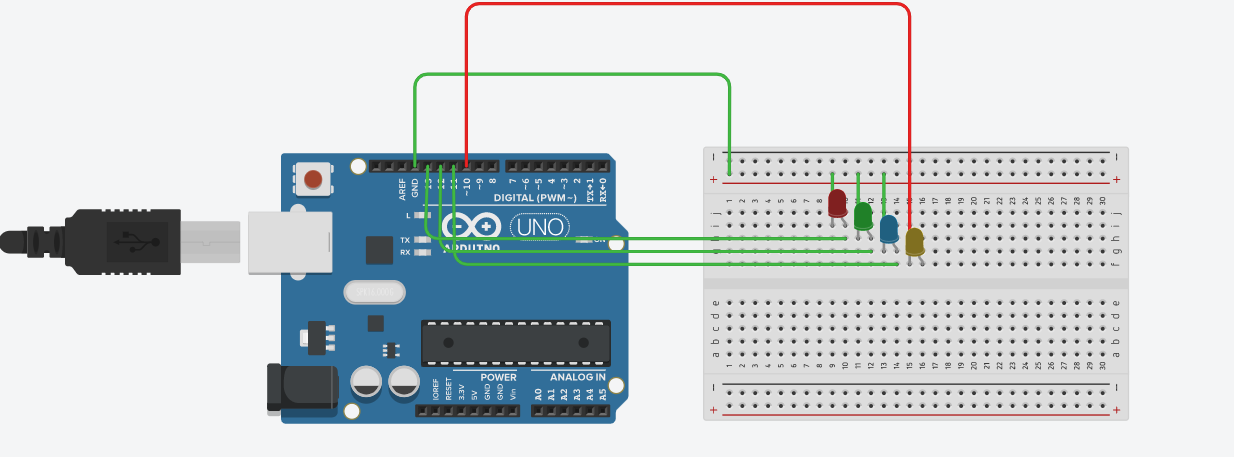 AREF
GND
13
12
~10
~9
8
7
~6
~5
4
~3
2
TX→1
RX←0
DIGITAL (PWM~)
L
TX
RX
UNO
ARDUINO
ON
IOREF
RESET
3.3V
5V
GND
GND
Vin
POWER
ANALOG IN
A0
A1
A2
A3
A4
A5
− −
+ +
1 2 3 4 5 6 7 8 9 10 11 12 13 14 16 17 18 19 20 21 22 23 24 25 26 27 28 29 30
j j
i i
h h
g g
f f
e e
d d
c c
b b
a a
1 2 3 4 5 6 7 8 9 10 11 12 13 14 15 16 17 18 19 20 21 22 23 24 25 26 27 28 29 30
− −
+ +